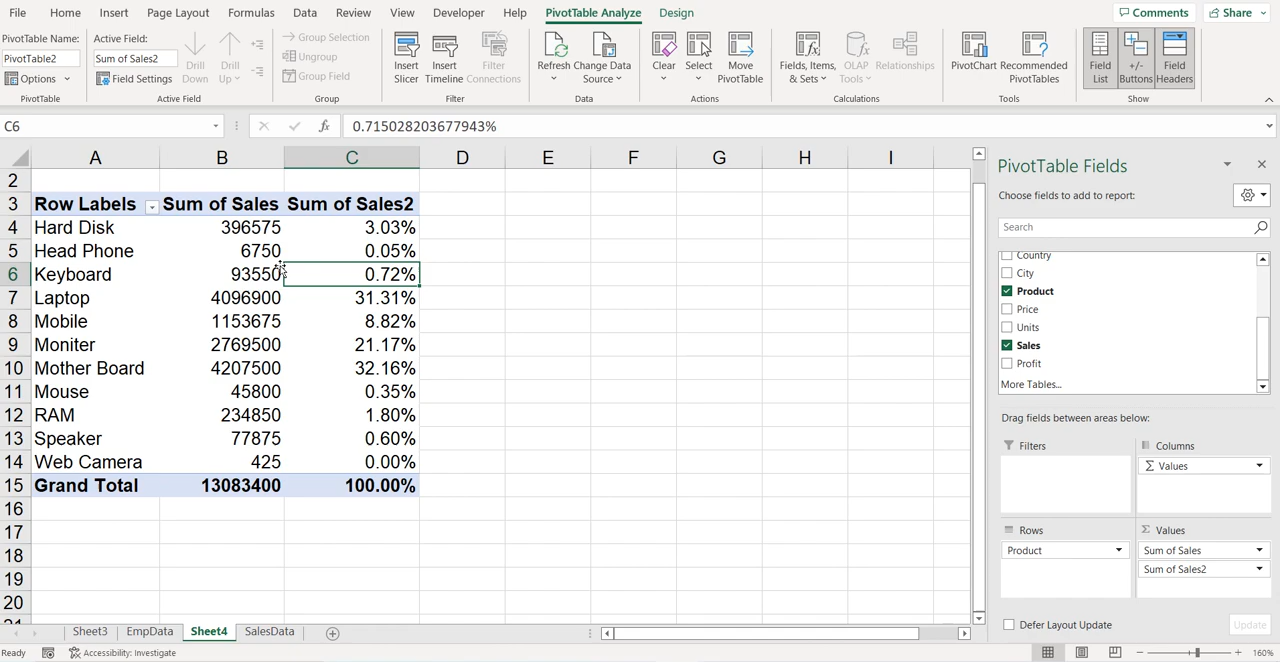 File Home Insert Page Layout Formulas Data Review View Developer Help PivotTable Analyze Design Comments Share
PivotTable Name:
PivotTable2
Options
PivotTable
Active Field:
Sum of Sales2
Field Settings
Drill Down
Drill Up
Active Field
Group Selection
Ungroup
Group Field
Group
Insert Slicer
Insert Timeline
Filter Connections
Filter
Refresh
Change Data Source
Data
Clear
Select
Move PivotTable
Actions
Fields, Items, & Sets
OLAP Tools
Relationships
Calculations
PivotChart
Recommended PivotTables
Tools
Field List
+/- Buttons
Field Headers
Show
C6 fx 0.715028203677943%
A B C D E F G H I
2
3 Row Labels Sum of Sales Sum of Sales2
4 Hard Disk 396575 3.03%
5 Head Phone 6750 0.05%
6 Keyboard 93550 0.72%
7 Laptop 4096900 31.31%
8 Mobile 1153675 8.82%
9 Moniter 2769500 21.17%
10 Mother Board 4207500 32.16%
11 Mouse 45800 0.35%
12 RAM 234850 1.80%
13 Speaker 77875 0.60%
14 Web Camera 425 0.00%
15 Grand Total 13083400 100.00%
16
17
18
19
20
PivotTable Fields
Choose fields to add to report:
Search
Country
City
Product
Price
Units
Sales
Profit
More Tables...
Drag fields between areas below:
Filters
Columns
Σ Values
Rows
Product
Σ Values
Sum of Sales
Sum of Sales2
Defer Layout Update
Update
Sheet3 EmpData Sheet4 SalesData
Ready Accessibility: Investigate 160%